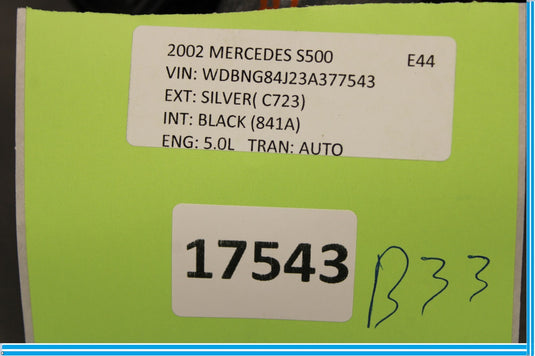 2002 MERCEDES S500 E44
VIN: WDBNG84J23A377543
EXT: SILVER( C723)
INT: BLACK (841A)
ENG: 5.0L TRAN: AUTO
17543
B33